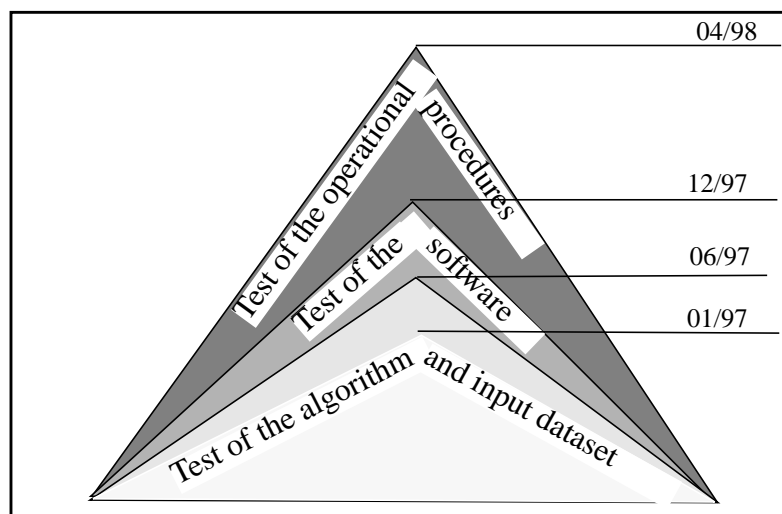 04/98
Test of the operational procedures
12/97
Test of the software
06/97
01/97
Test of the algorithm and input dataset